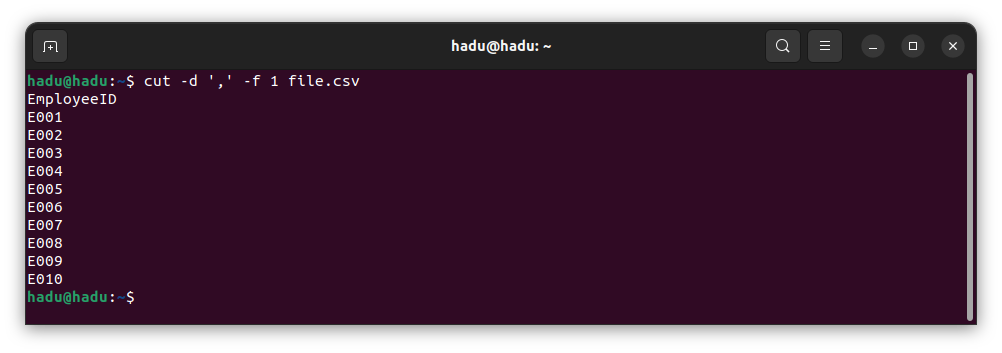 hadu@hadu: ~
hadu@hadu:~$ cut -d ',' -f 1 file.csv
EmployeeID
E001
E002
E003
E004
E005
E006
E007
E008
E009
E010
hadu@hadu:~$